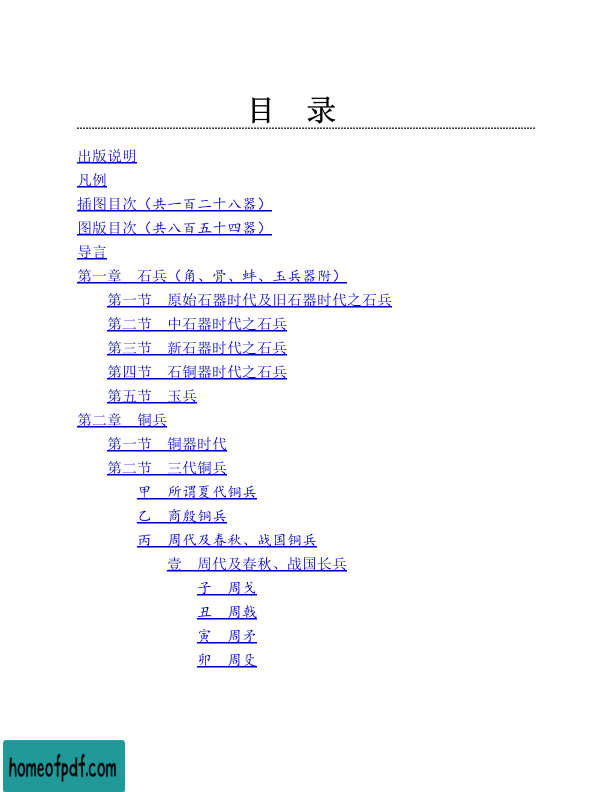 目 录
出版说明
凡例
插图目次（共一百二十八器）
图版目次（共八百五十四器）
导言
第一章 石兵（角、骨、蚌、玉兵器附）
第一节 原始石器时代及旧石器时代之石兵
第二节 中石器时代之石兵
第三节 新石器时代之石兵
第四节 石铜器时代之石兵
第五节 玉兵
第二章 铜兵
第一节 铜器时代
第二节 三代铜兵
甲 所谓夏代铜兵
乙 商殷铜兵
丙 周代及春秋、战国铜兵
壹 周代及春秋、战国长兵
子 周戈
丑 周戟
寅 周矛
卯 周殳
homeofpdf.com